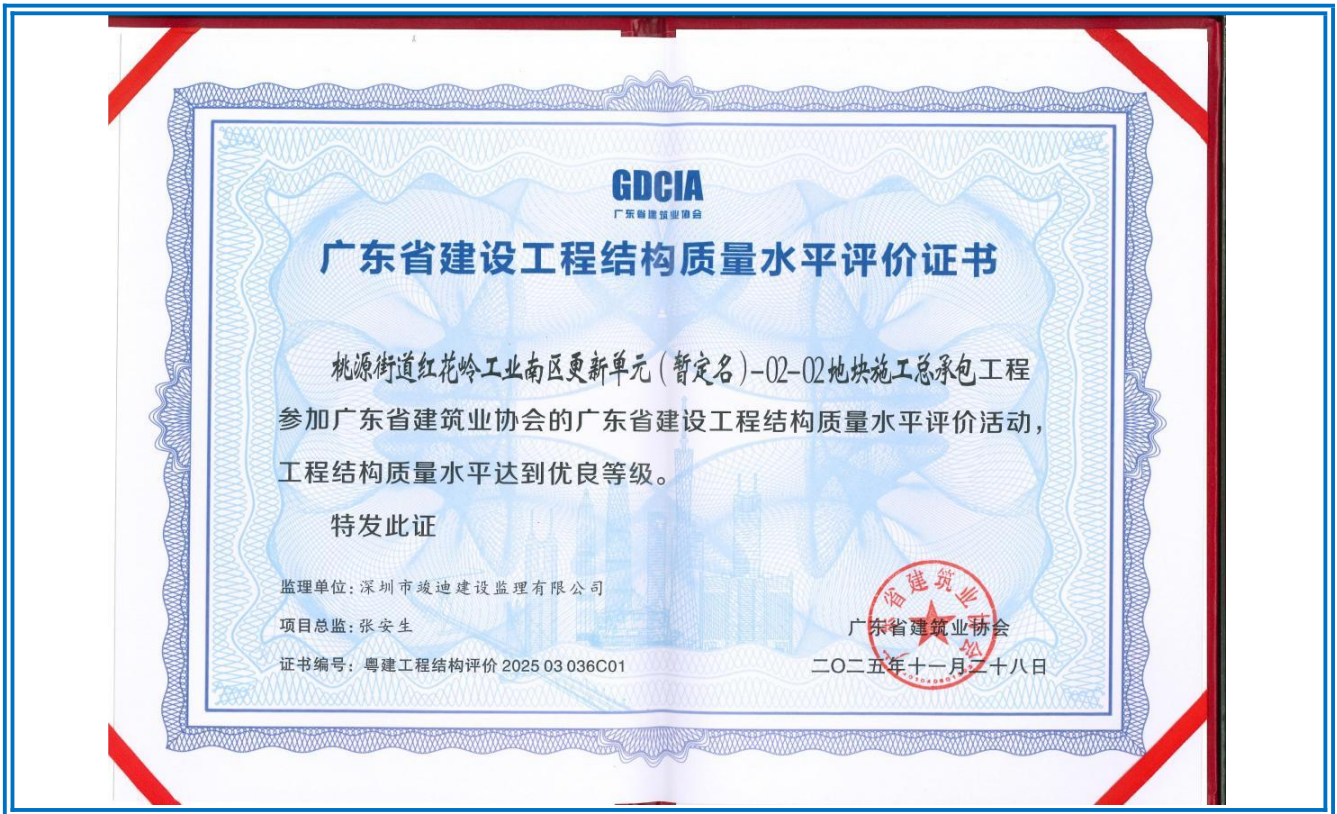 GDCIA
广东省建筑业协会
广东省建设工程结构质量水平评价证书
桃源街道红花岭工业南区更新单元(暂定名)-02-02地块施工总承包工程
参加广东省建筑业协会的广东省建设工程结构质量水平评价活动，
工程结构质量水平达到优良等级。
特发此证
监理单位：深圳市竣迪建设监理有限公司
项目总监：张安生
证书编号：粤建工程结构评价 2025 03 036C01
广东省建筑业协会
二〇二五年十一月二十八日
广东省建筑业协会